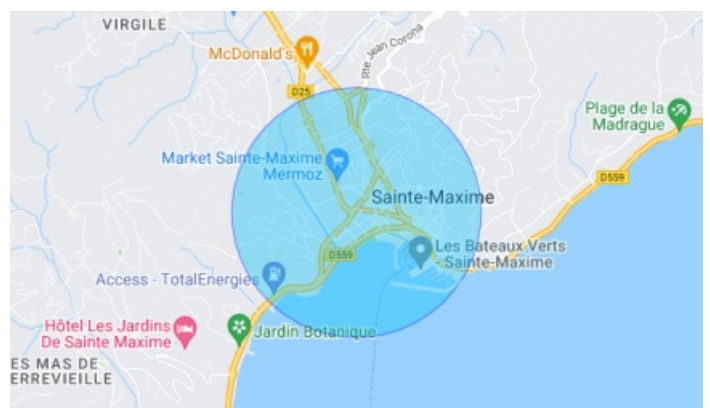 VIRGILE
McDonald's
Rte Jean Corona
D25
Plage de la
Madrague
Market Sainte-Maxime
Mermoz
D559
Sainte-Maxime
Les Bateaux Verts
- Sainte-Maxime
D559
Access - TotalEnergies
Hôtel Les Jardins
De Sainte Maxime
Jardin Botanique
ES MAS DE
ERREVIEILLE